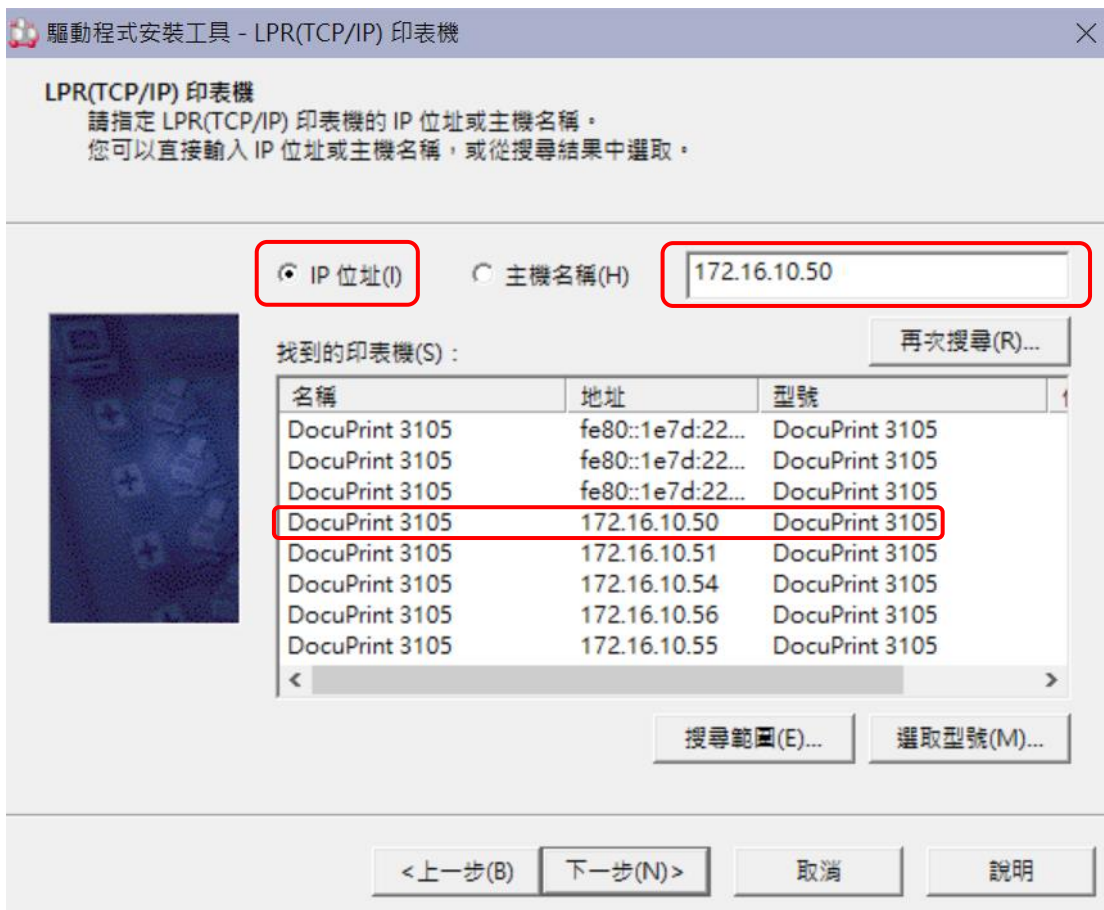 驅動程式安裝工具 - LPR(TCP/IP) 印表機
LPR(TCP/IP) 印表機
請指定 LPR(TCP/IP) 印表機的 IP 位址或主機名稱。
您可以直接輸入 IP 位址或主機名稱，或從搜尋結果中選取。
IP 位址(I) 主機名稱(H) 172.16.10.50
再次搜尋(R)...
找到的印表機(S)：
名稱 地址 型號
DocuPrint 3105 fe80::1e7d:22... DocuPrint 3105
DocuPrint 3105 fe80::1e7d:22... DocuPrint 3105
DocuPrint 3105 fe80::1e7d:22... DocuPrint 3105
DocuPrint 3105 172.16.10.50 DocuPrint 3105
DocuPrint 3105 172.16.10.51 DocuPrint 3105
DocuPrint 3105 172.16.10.54 DocuPrint 3105
DocuPrint 3105 172.16.10.56 DocuPrint 3105
DocuPrint 3105 172.16.10.55 DocuPrint 3105
搜尋範圍(E)... 選取型號(M)...
<上一步(B) 下一步(N)> 取消 說明